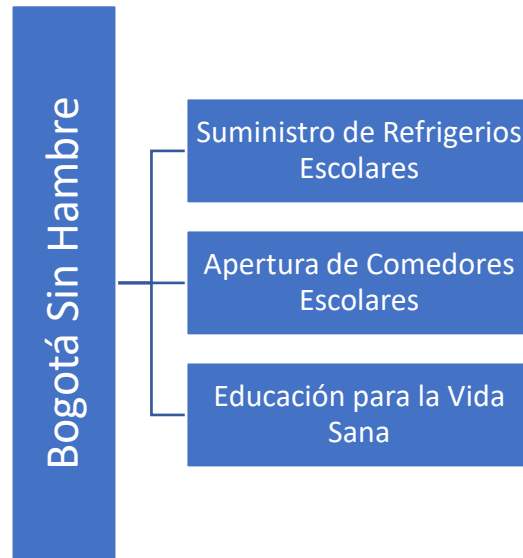 Bogotá Sin Hambre
Suministro de Refrigerios
Escolares
Apertura de Comedores
Escolares
Educación para la Vida
Sana